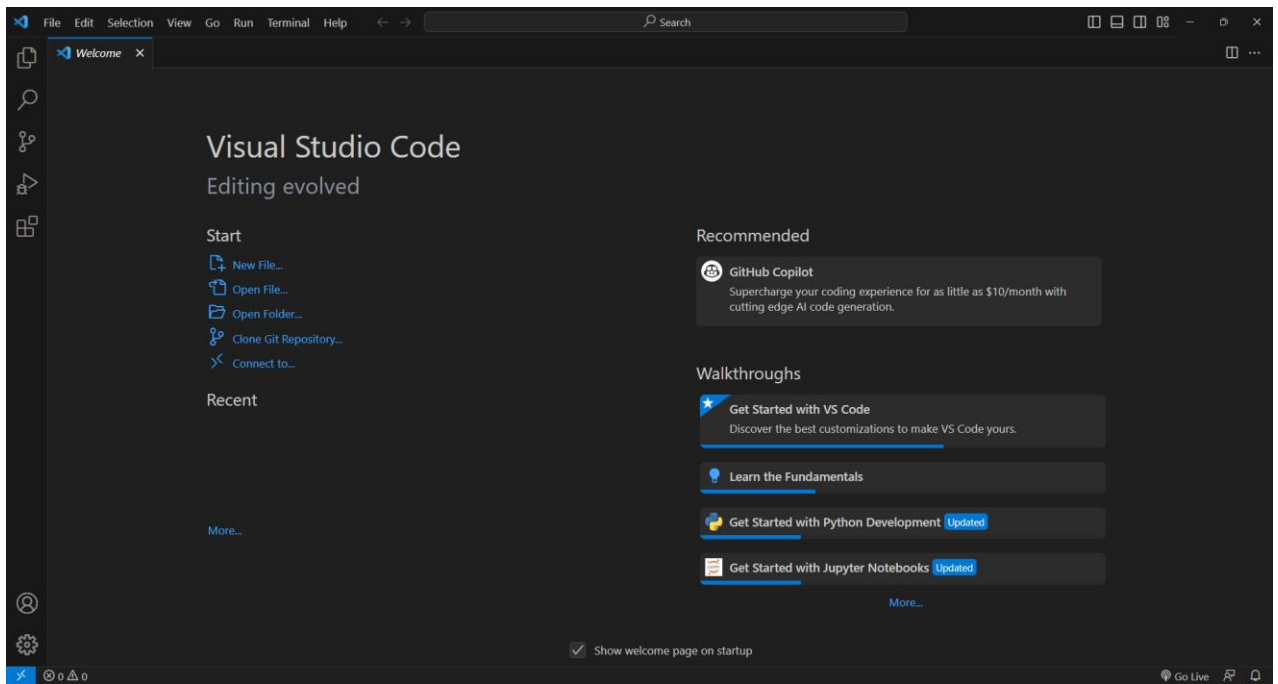 File Edit Selection View Go Run Terminal Help
Search
Welcome
Visual Studio Code
Editing evolved
Start
New File...
Open File...
Open Folder...
Clone Git Repository...
Connect to...
Recent
More...
Recommended
GitHub Copilot
Supercharge your coding experience for as little as $10/month with
cutting edge AI code generation.
Walkthroughs
Get Started with VS Code
Discover the best customizations to make VS Code yours.
Learn the Fundamentals
Get Started with Python Development Updated
Get Started with Jupyter Notebooks Updated
More...
Show welcome page on startup
0 0
Go Live